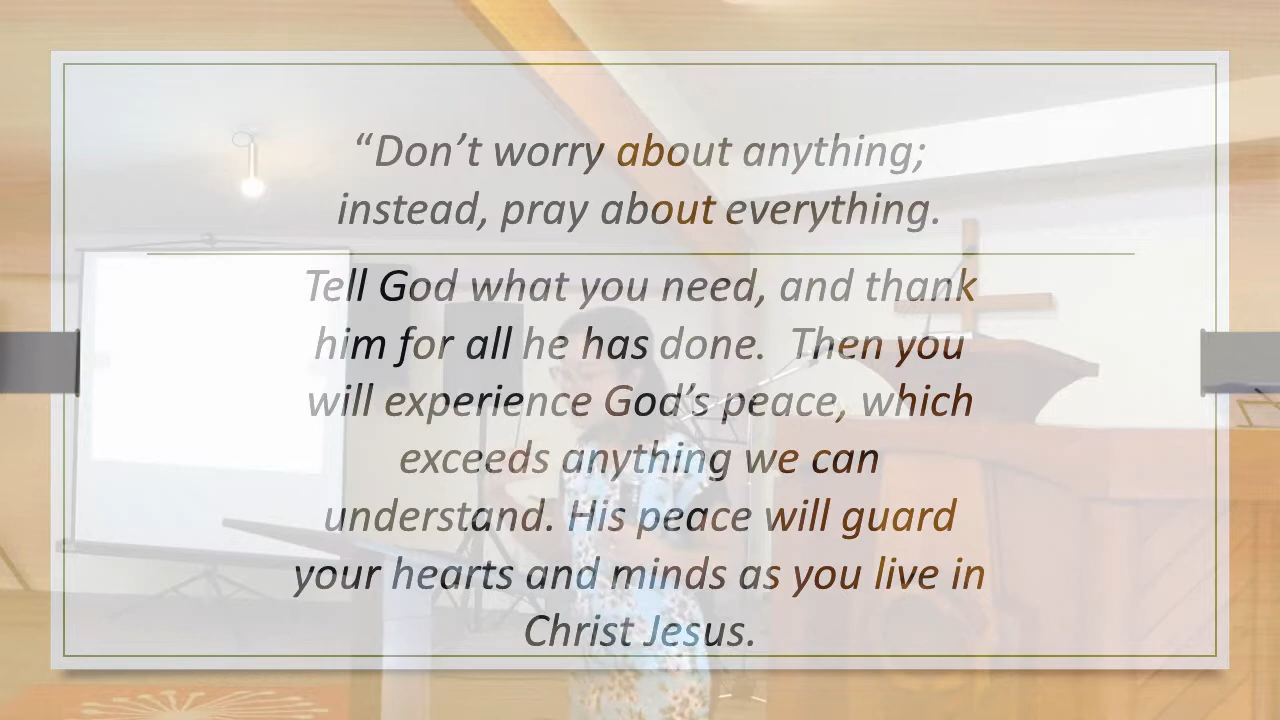 “Don’t worry about anything;
instead, pray about everything.
Tell God what you need, and thank
him for all he has done.  Then you
will experience God’s peace, which
exceeds anything we can
understand. His peace will guard
your hearts and minds as you live in
Christ Jesus.